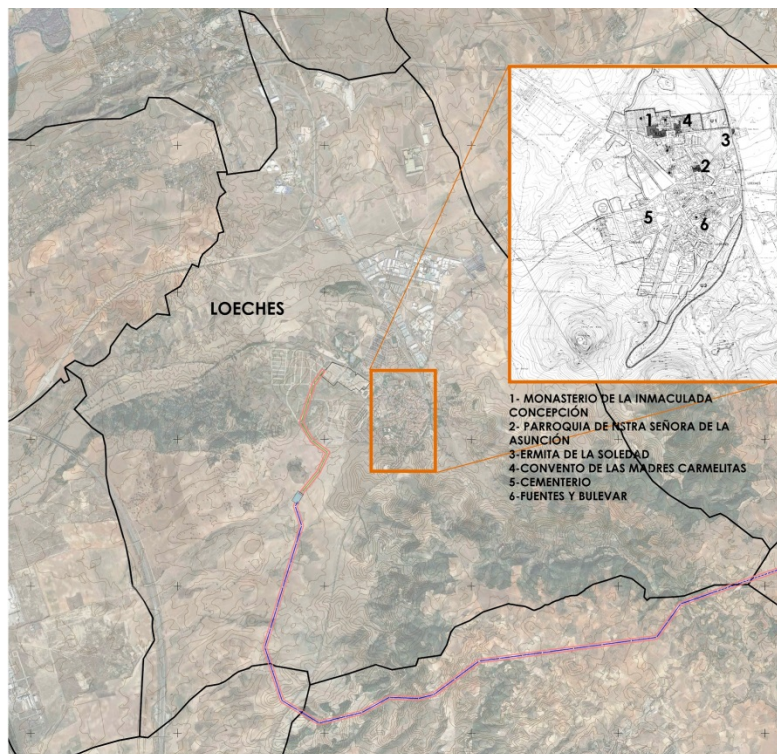 LOECHES
1
4
3
2
5
6
1- MONASTERIO DE LA INMACULADA
CONCEPCIÓN
2- PARROQUIA DE NSTRA SEÑORA DE LA
ASUNCIÓN
3-ERMITA DE LA SOLEDAD
4-CONVENTO DE LAS MADRES CARMELITAS
5-CEMENTERIO
6-FUENTES Y BULEVAR